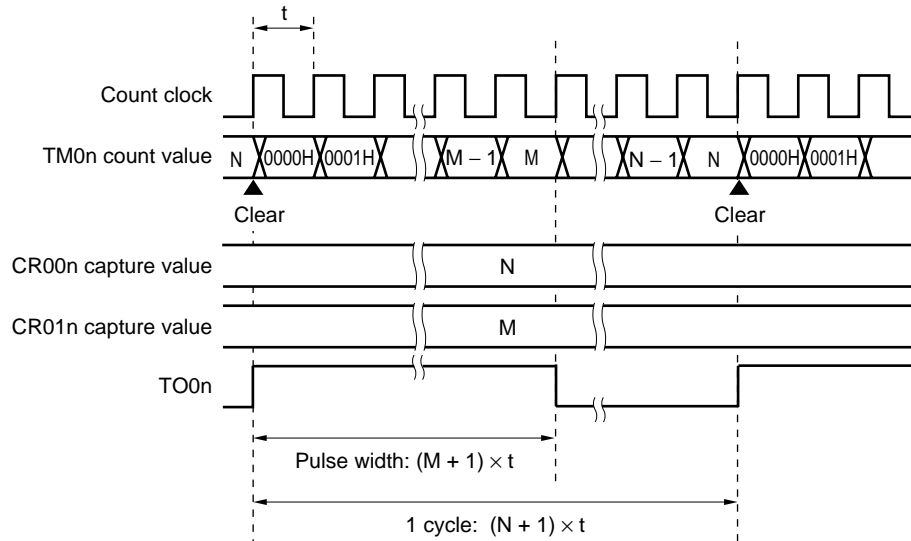 t
Count clock
TM0n count value N 0000H 0001H M – 1 M N – 1 N 0000H 0001H
Clear Clear
CR00n capture value N
CR01n capture value M
TO0n
Pulse width: (M + 1) × t
1 cycle: (N + 1) × t